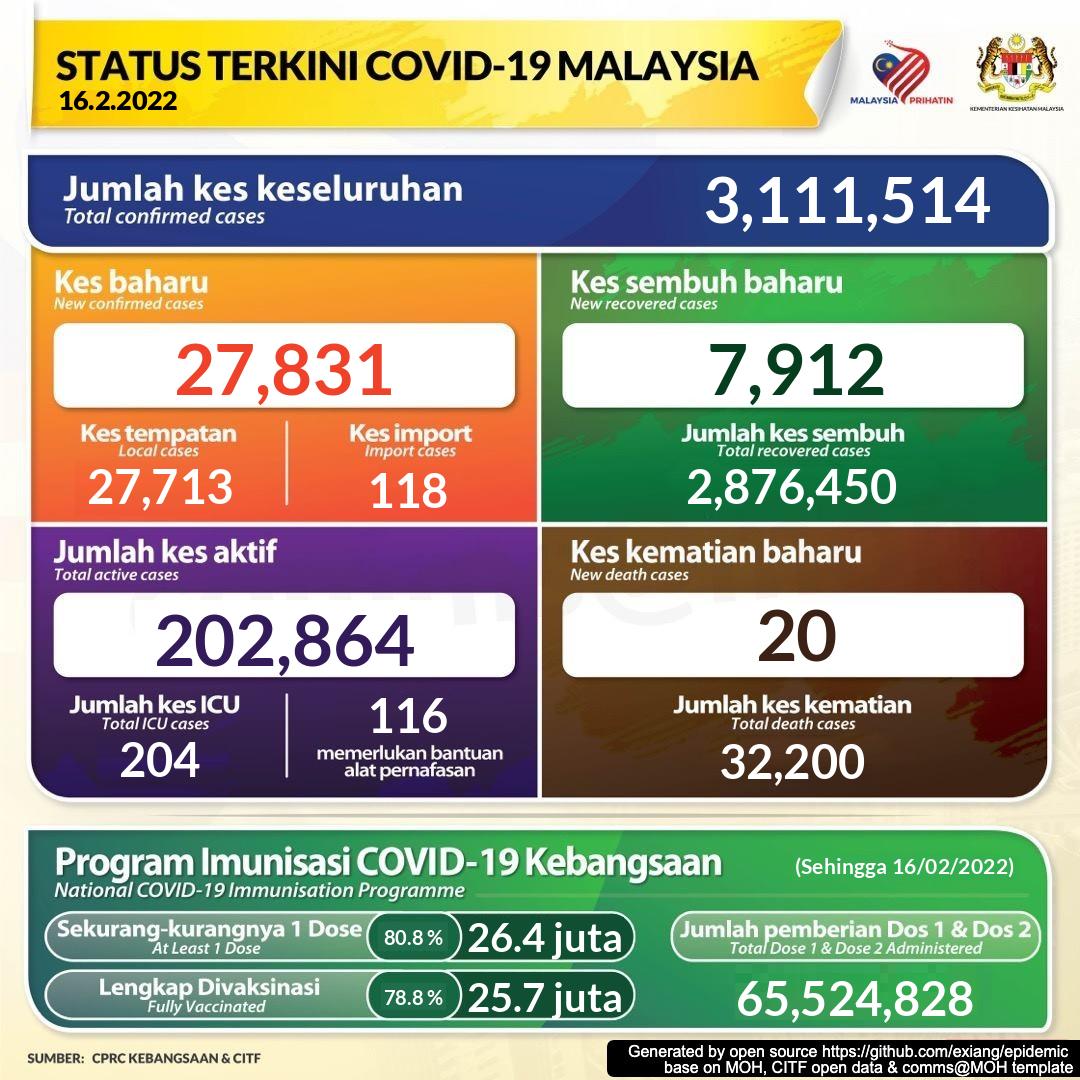 STATUS TERKINI COVID-19 MALAYSIA
16.2.2022
MALAYSIA PRIHATIN
KEMENTERIAN KESIHATAN MALAYSIA
Jumlah kes keseluruhan
Total confirmed cases
3,111,514
Kes baharu
New confirmed cases
27,831
Kes tempatan
Local cases
27,713
Kes import
Import cases
118
Kes sembuh baharu
New recovered cases
7,912
Jumlah kes sembuh
Total recovered cases
2,876,450
Jumlah kes aktif
Total active cases
202,864
Jumlah kes ICU
Total ICU cases
204
116
memerlukan bantuan
alat pernafasan
Kes kematian baharu
New death cases
20
Jumlah kes kematian
Total death cases
32,200
Program Imunisasi COVID-19 Kebangsaan
(Sehingga 16/02/2022)
National COVID-19 Immunisation Programme
Sekurang-kurangnya 1 Dose
At Least 1 Dose
80.8 %
26.4 juta
Lengkap Divaksinasi
Fully Vaccinated
78.8 %
25.7 juta
Jumlah pemberian Dos 1 & Dos 2
Total Dose 1 & Dose 2 Administered
65,524,828
SUMBER: CPRC KEBANGSAAN & CITF
Generated by open source https://github.com/exiang/epidemic
base on MOH, CITF open data & comms@MOH template